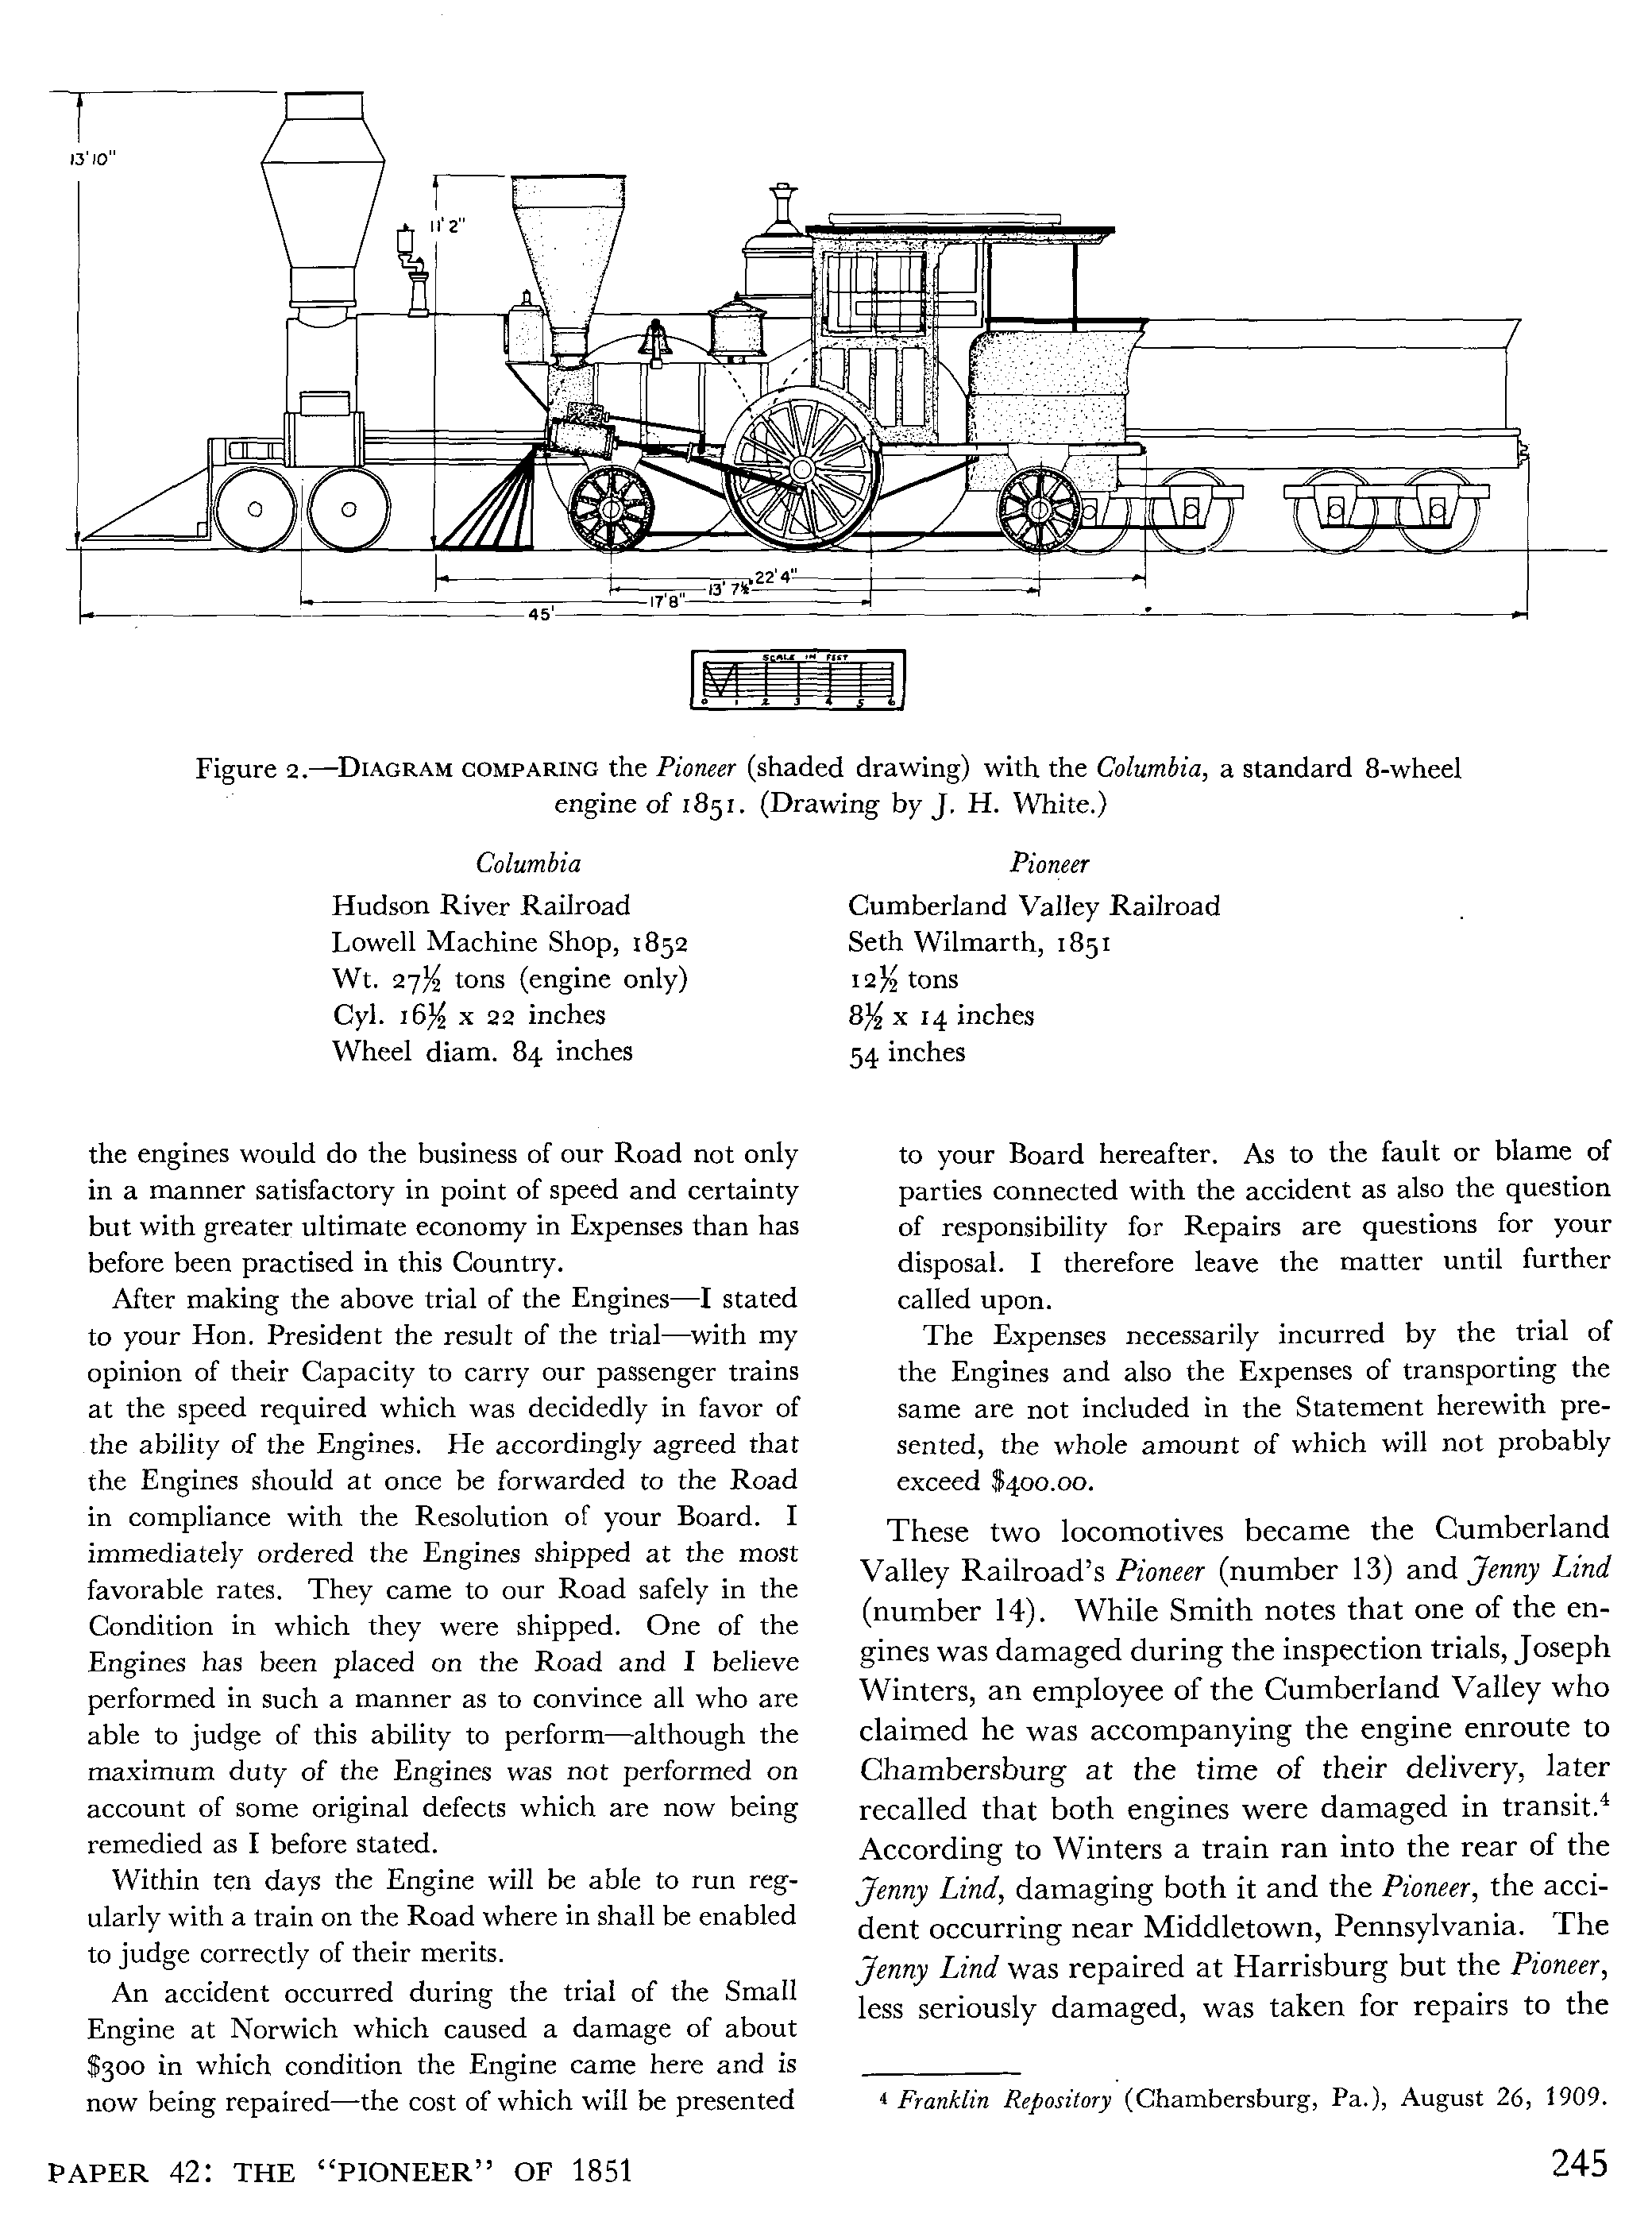 13'10"
11'2"
22'4"
13'7½"
17'8"
45'
SCALE IN FEET
0 1 2 3 4 5 6
Figure 2.—DIAGRAM COMPARING the Pioneer (shaded drawing) with the Columbia, a standard 8-wheel
engine of 1851. (Drawing by J. H. White.)
Columbia
Hudson River Railroad
Lowell Machine Shop, 1852
Wt. 27½ tons (engine only)
Cyl. 16½ x 22 inches
Wheel diam. 84 inches
Pioneer
Cumberland Valley Railroad
Seth Wilmarth, 1851
12½ tons
8½ x 14 inches
54 inches
the engines would do the business of our Road not only
in a manner satisfactory in point of speed and certainty
but with greater ultimate economy in Expenses than has
before been practised in this Country.
After making the above trial of the Engines—I stated
to your Hon. President the result of the trial—with my
opinion of their Capacity to carry our passenger trains
at the speed required which was decidedly in favor of
the ability of the Engines. He accordingly agreed that
the Engines should at once be forwarded to the Road
in compliance with the Resolution of your Board. I
immediately ordered the Engines shipped at the most
favorable rates. They came to our Road safely in the
Condition in which they were shipped. One of the
Engines has been placed on the Road and I believe
performed in such a manner as to convince all who are
able to judge of this ability to perform—although the
maximum duty of the Engines was not performed on
account of some original defects which are now being
remedied as I before stated.
Within ten days the Engine will be able to run reg-
ularly with a train on the Road where in shall be enabled
to judge correctly of their merits.
An accident occurred during the trial of the Small
Engine at Norwich which caused a damage of about
$300 in which condition the Engine came here and is
now being repaired—the cost of which will be presented
to your Board hereafter. As to the fault or blame of
parties connected with the accident as also the question
of responsibility for Repairs are questions for your
disposal. I therefore leave the matter until further
called upon.
The Expenses necessarily incurred by the trial of
the Engines and also the Expenses of transporting the
same are not included in the Statement herewith pre-
sented, the whole amount of which will not probably
exceed $400.00.
These two locomotives became the Cumberland
Valley Railroad's Pioneer (number 13) and Jenny Lind
(number 14). While Smith notes that one of the en-
gines was damaged during the inspection trials, Joseph
Winters, an employee of the Cumberland Valley who
claimed he was accompanying the engine enroute to
Chambersburg at the time of their delivery, later
recalled that both engines were damaged in transit.⁴
According to Winters a train ran into the rear of the
Jenny Lind, damaging both it and the Pioneer, the acci-
dent occurring near Middletown, Pennsylvania. The
Jenny Lind was repaired at Harrisburg but the Pioneer,
less seriously damaged, was taken for repairs to the
⁴ Franklin Repository (Chambersburg, Pa.), August 26, 1909.
PAPER 42: THE "PIONEER" OF 1851
245